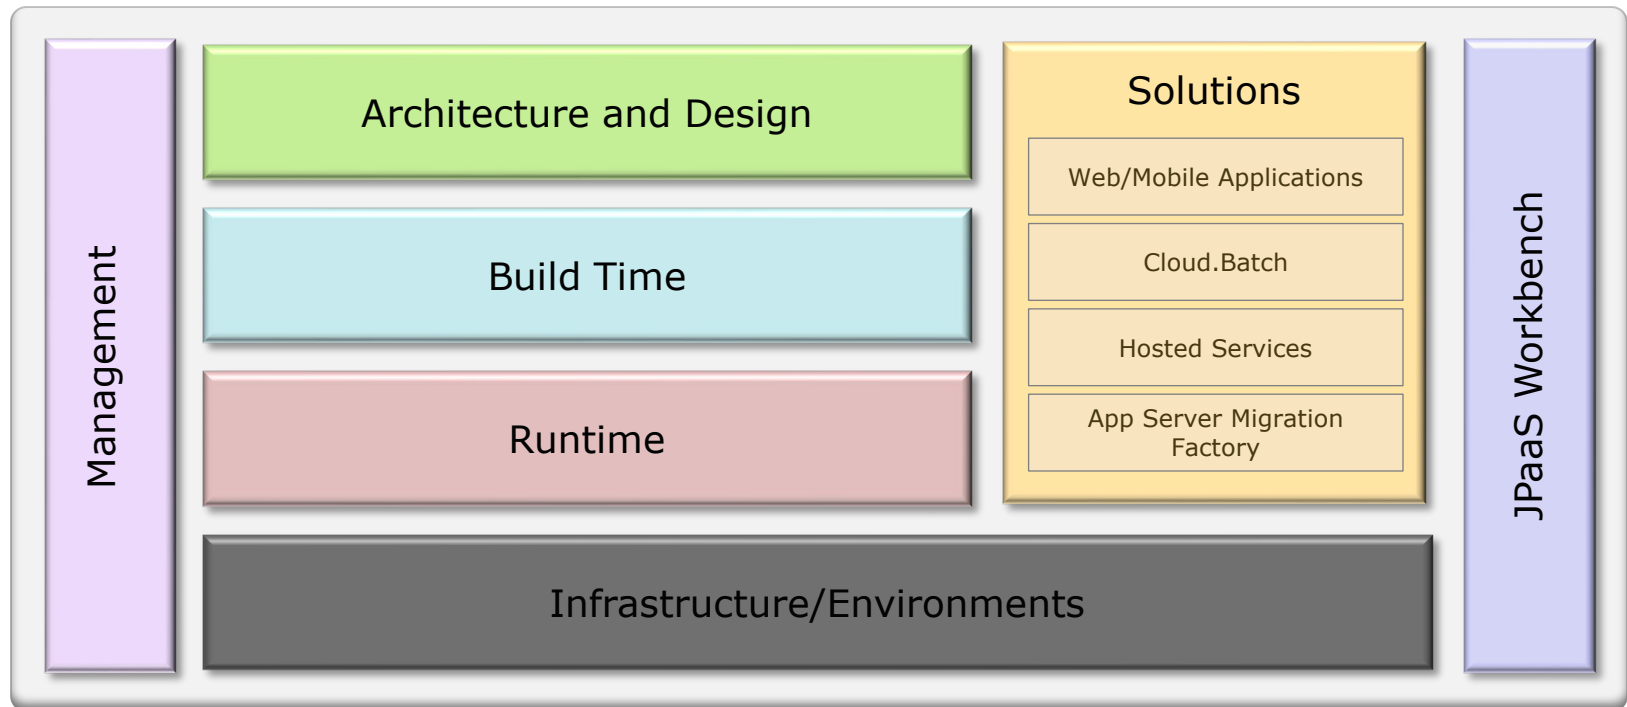 Management
Architecture and Design
Build Time
Runtime
Infrastructure/Environments
Solutions
Web/Mobile Applications
Cloud.Batch
Hosted Services
App Server Migration
Factory
JPaaS Workbench